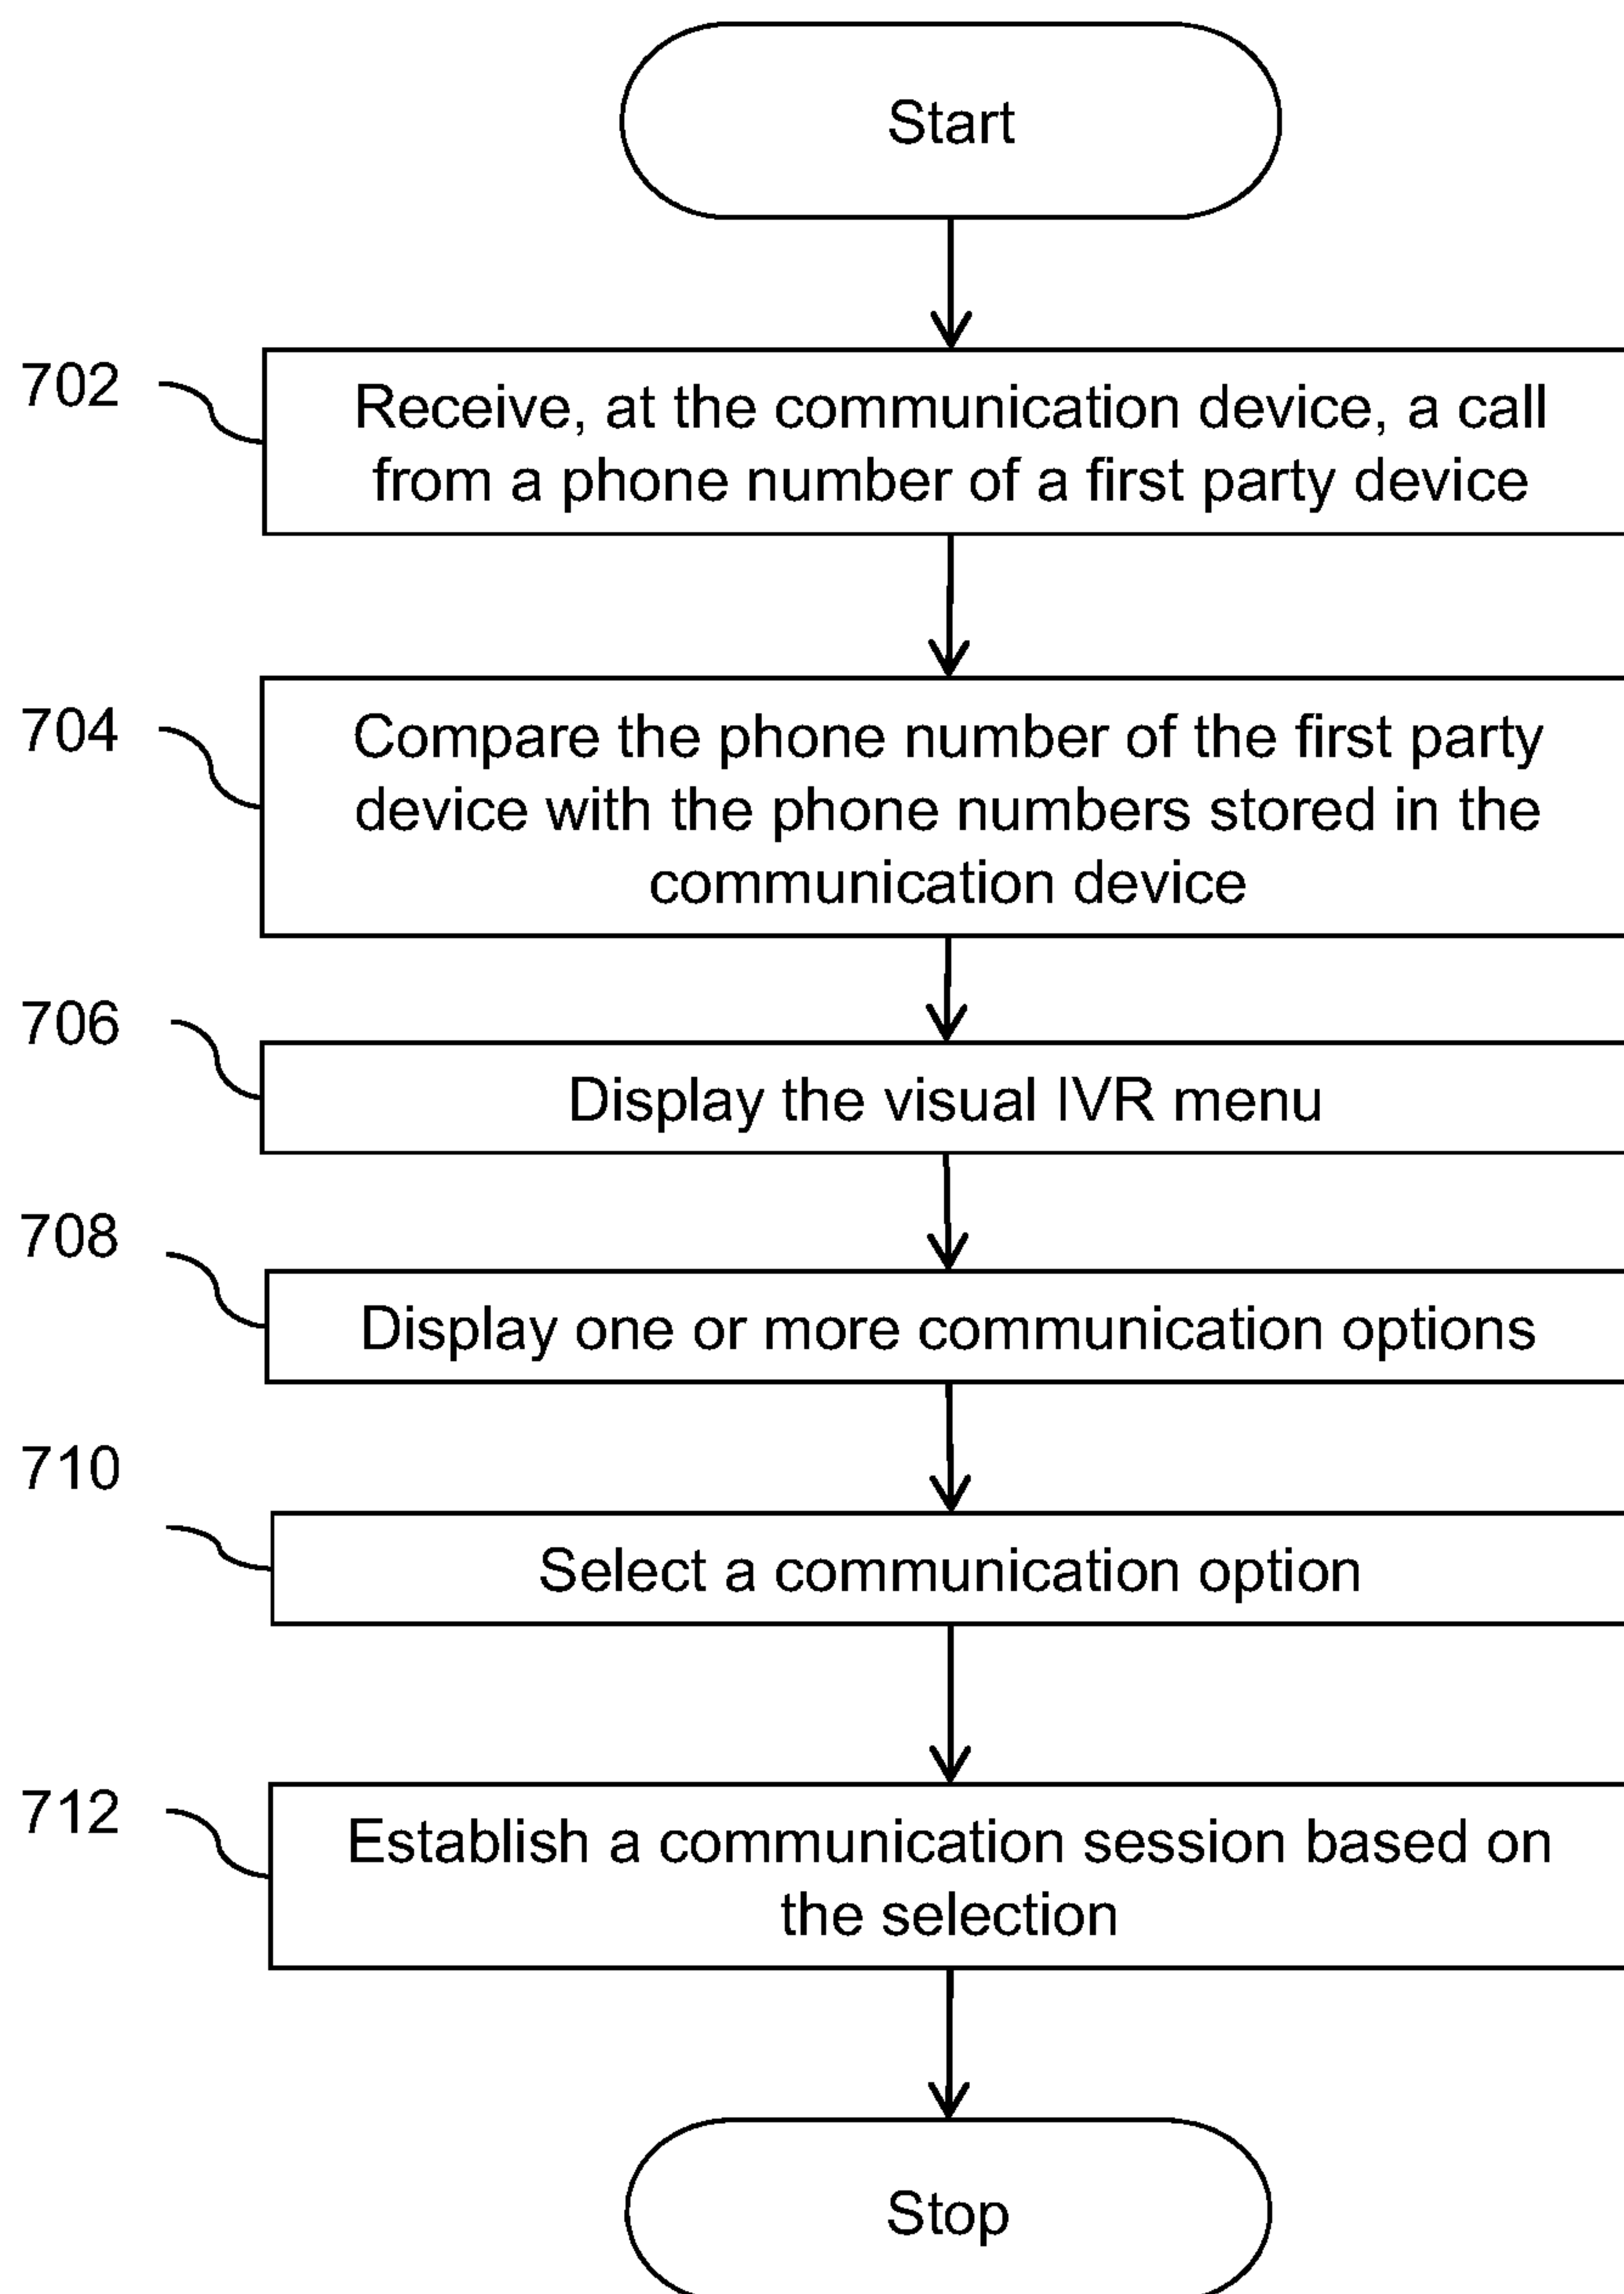 Start
702
Receive, at the communication device, a call
from a phone number of a first party device
704
Compare the phone number of the first party
device with the phone numbers stored in the
communication device
706
Display the visual IVR menu
708
Display one or more communication options
710
Select a communication option
712
Establish a communication session based on
the selection
Stop